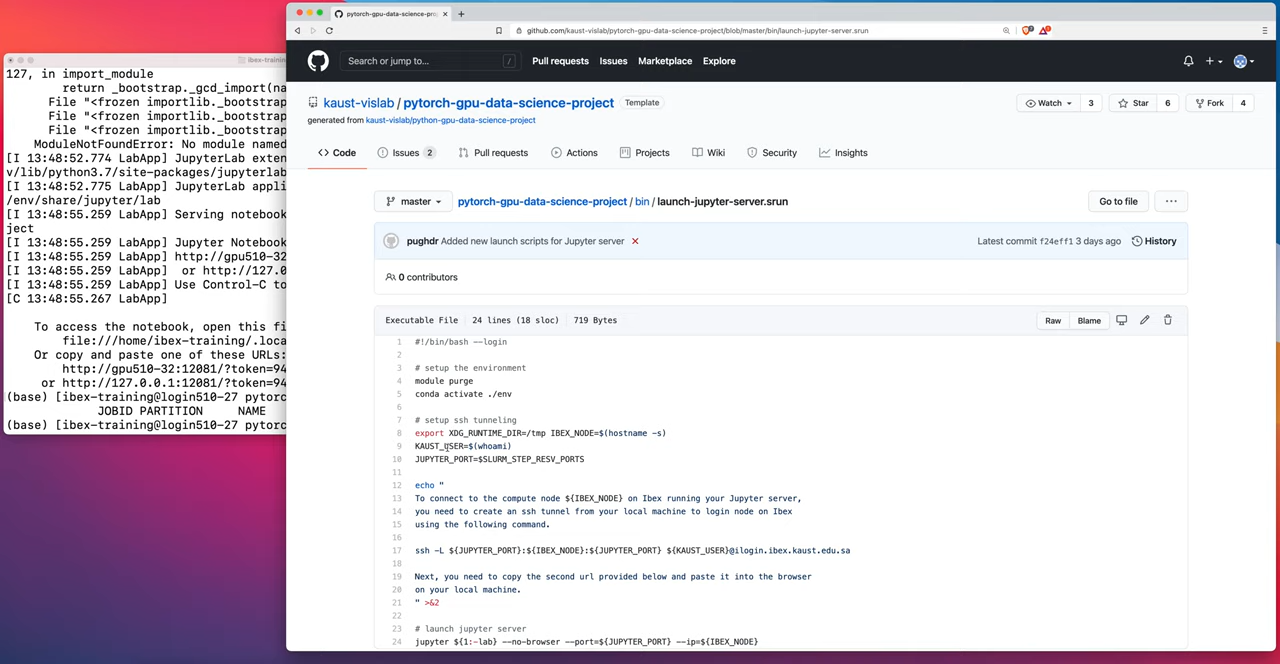 pytorch-gpu-data-science-proj
github.com/kaust-vislab/pytorch-gpu-data-science-project/blob/master/bin/launch-jupyter-server.srun
ibex-trainin
127, in import_module
return _bootstrap._gcd_import(na
File "<frozen importlib._bootstrap
File "<frozen importlib._bootstrap
File "<frozen importlib._bootstrap
ModuleNotFoundError: No module named
[I 13:48:52.774 LabApp] JupyterLab exten
v/lib/python3.7/site-packages/jupyterlab
[I 13:48:52.775 LabApp] JupyterLab appli
/env/share/jupyter/lab
[I 13:48:55.259 LabApp] Serving notebook
ject
[I 13:48:55.259 LabApp] Jupyter Notebook
[I 13:48:55.259 LabApp] http://gpu510-32
[I 13:48:55.259 LabApp]  or http://127.0
[I 13:48:55.259 LabApp] Use Control-C to
[C 13:48:55.267 LabApp]
To access the notebook, open this fi
file:///home/ibex-training/.loca
Or copy and paste one of these URLs:
http://gpu510-32:12081/?token=94
or http://127.0.0.1:12081/?token=94
(base) [ibex-training@login510-27 pytorc
JOBID PARTITION NAME
(base) [ibex-training@login510-27 pytorc
Search or jump to... / Pull requests Issues Marketplace Explore
kaust-vislab / pytorch-gpu-data-science-project Template
Watch 3 Star 6 Fork 4
generated from kaust-vislab/python-gpu-data-science-project
Code Issues 2 Pull requests Actions Projects Wiki Security Insights
master pytorch-gpu-data-science-project / bin / launch-jupyter-server.srun Go to file ...
pughdr Added new launch scripts for Jupyter server Latest commit f24eff1 3 days ago History
0 contributors
Executable File 24 lines (18 sloc) 719 Bytes Raw Blame
1 #!/bin/bash --login
2
3 # setup the environment
4 module purge
5 conda activate ./env
6
7 # setup ssh tunneling
8 export XDG_RUNTIME_DIR=/tmp IBEX_NODE=$(hostname -s)
9 KAUST_USER=$(whoami)
10 JUPYTER_PORT=$SLURM_STEP_RESV_PORTS
11
12 echo "
13 To connect to the compute node ${IBEX_NODE} on Ibex running your Jupyter server,
14 you need to create an ssh tunnel from your local machine to login node on Ibex
15 using the following command.
16
17 ssh -L ${JUPYTER_PORT}:${IBEX_NODE}:${JUPYTER_PORT} ${KAUST_USER}@ilogin.ibex.kaust.edu.sa
18
19 Next, you need to copy the second url provided below and paste it into the browser
20 on your local machine.
21 " >&2
22
23 # launch jupyter server
24 jupyter ${1:-lab} --no-browser --port=${JUPYTER_PORT} --ip=${IBEX_NODE}